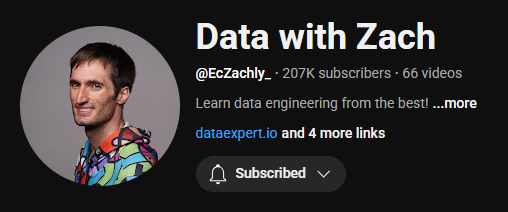 Data with Zach
@EcZachly_ · 207K subscribers · 66 videos
Learn data engineering from the best! ...more
dataexpert.io and 4 more links
Subscribed